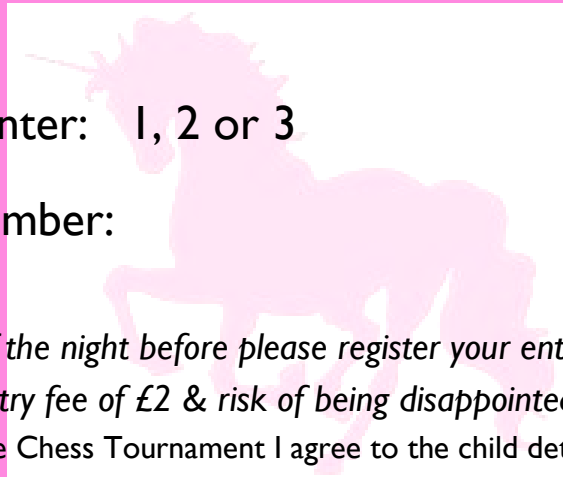 nter: 1, 2 or 3
mber:
the night before please register your ent
try fee of £2 & risk of being disappointe
e Chess Tournament I agree to the child det